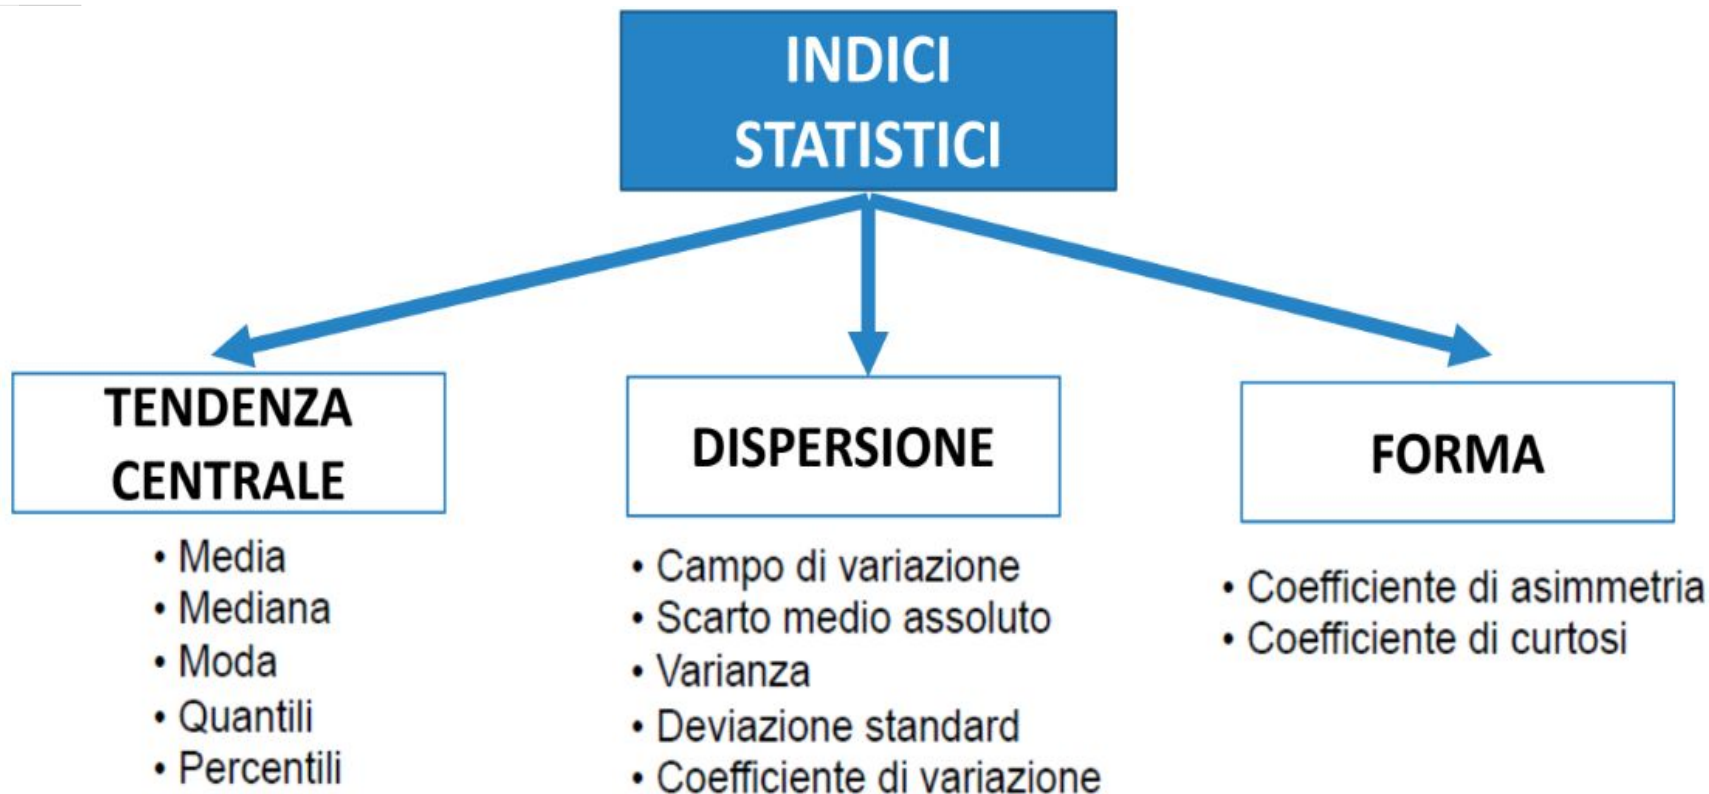 INDICI
STATISTICI
TENDENZA
CENTRALE
• Media
• Mediana
• Moda
• Quantili
• Percentili
DISPERSIONE
• Campo di variazione
• Scarto medio assoluto
• Varianza
• Deviazione standard
• Coefficiente di variazione
FORMA
• Coefficiente di asimmetria
• Coefficiente di curtosi